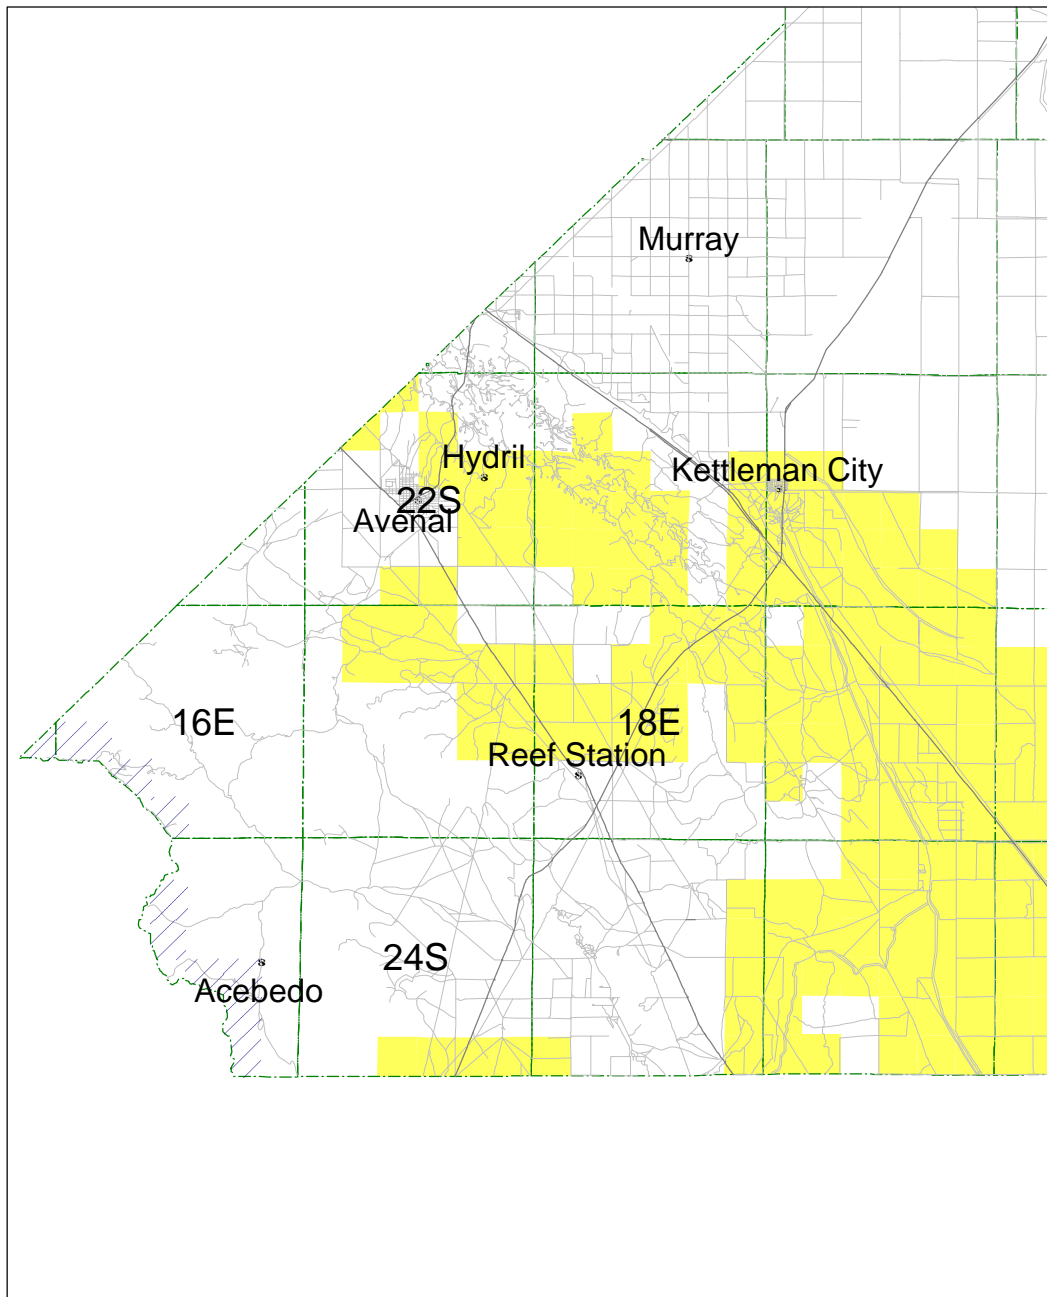 Murray
Hydril
Kettleman City
22S
Avenal
16E
18E
Reef Station
24S
Acebedo